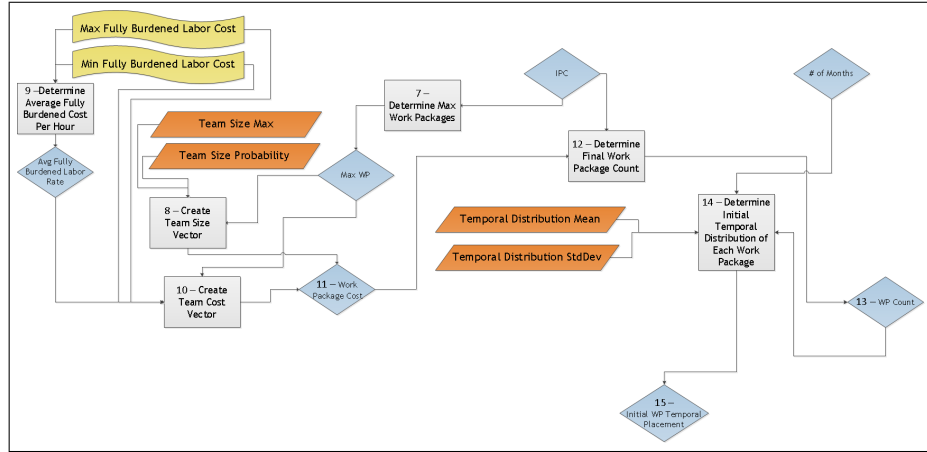 Max Fully Burdened Labor Cost
Min Fully Burdened Labor Cost
9 –Determine
Average Fully
Burdened Cost
Per Hour
Avg Fully
Burdened Labor
Rate
Team Size Max
Team Size Probability
8 – Create
Team Size
Vector
10 – Create
Team Cost
Vector
7 –
Determine Max
Work Packages
Max WP
11 – Work
Package Cost
IPC
12 – Determine
Final Work
Package Count
# of Months
Temporal Distribution Mean
Temporal Distribution StdDev
14 – Determine
Initial
Temporal
Distribution of
Each Work
Package
13 – WP Count
15 –
Initial WP Temporal
Placement